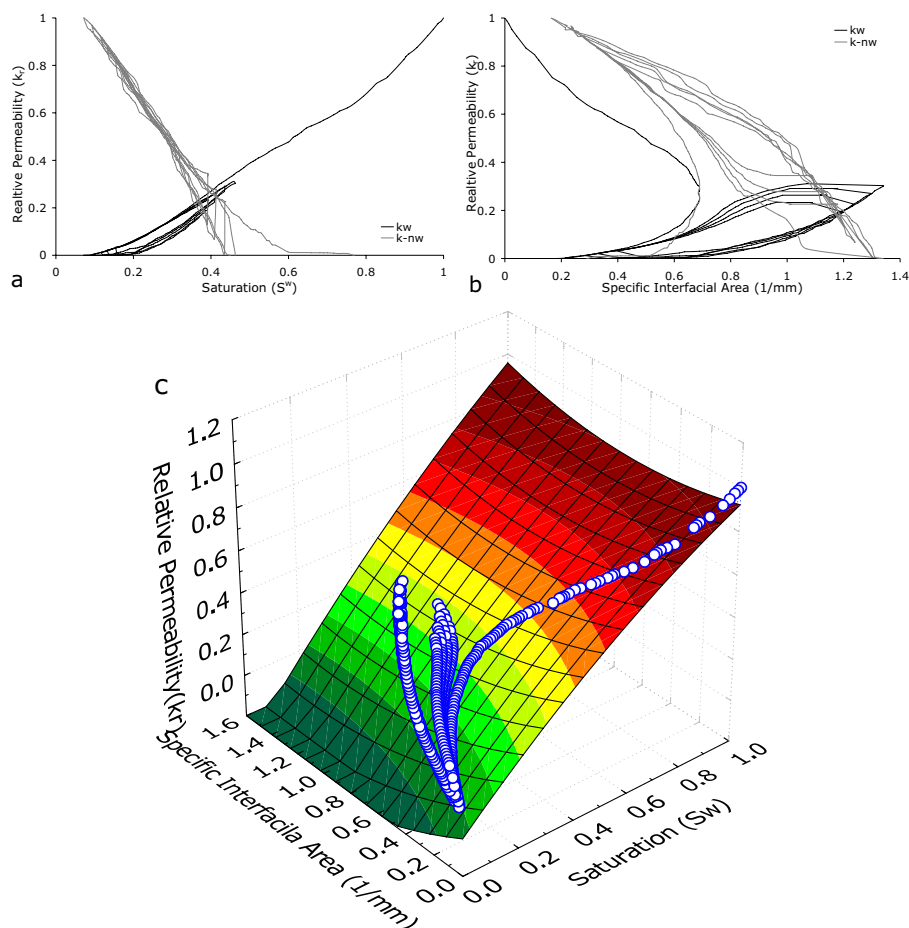 Realtive Permeability (kr)
1
0.8
0.6
0.4
0.2
0
0 0.2 0.4 0.6 0.8 1
Saturation (Sw)
kw
k-nw
a
Realtive Permeability (kr)
1
0.8
0.6
0.4
0.2
0
0 0.2 0.4 0.6 0.8 1 1.2 1.4
Specific Interfacial Area (1/mm)
kw
k-nw
b
c
Relative Permeability(kr)
1.2
1.0
0.8
0.6
0.4
0.2
0.0
Specific Interfacila Area (1/mm)
1.6
1.4
1.2
1.0
0.8
0.6
0.4
0.2
0.0
0.0 0.2 0.4 0.6 0.8 1.0
Saturation (Sw)